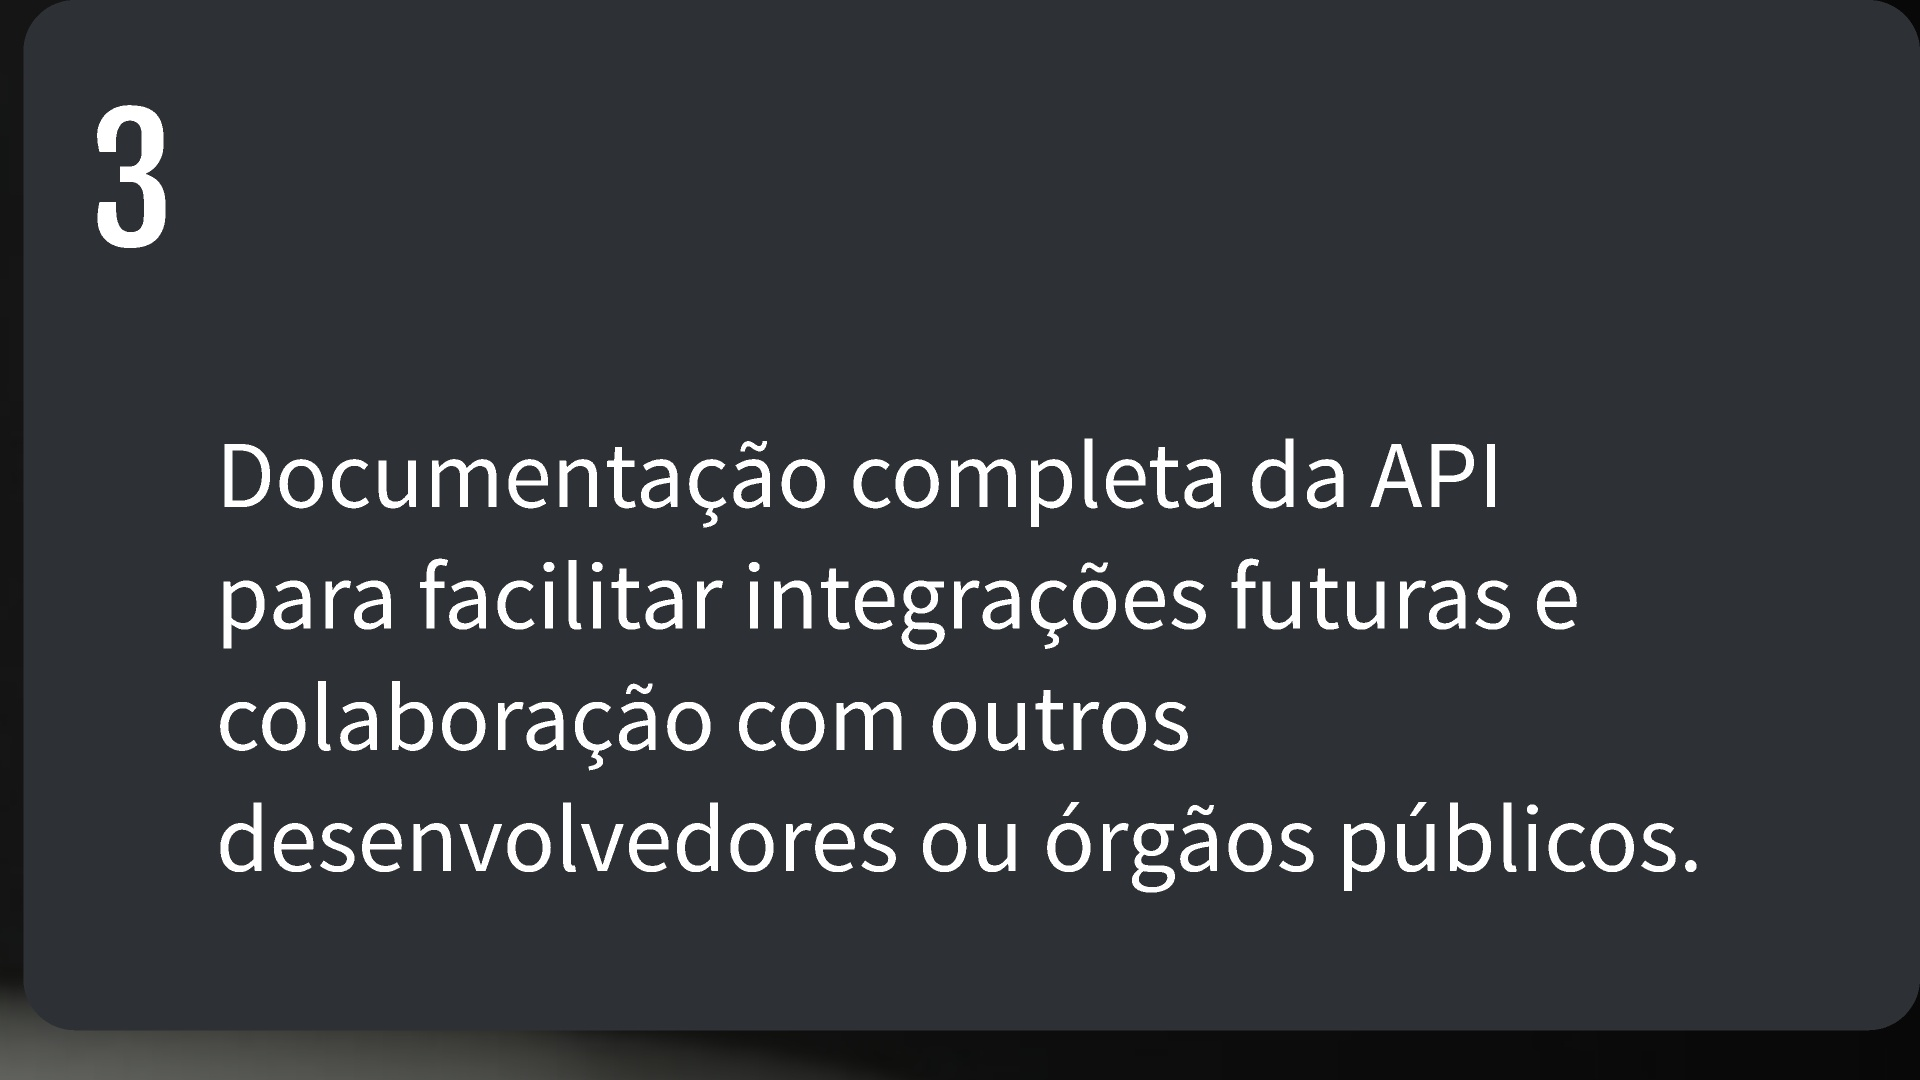 3
Documentação completa da API
para facilitar integrações futuras e
colaboração com outros
desenvolvedores ou órgãos públicos.